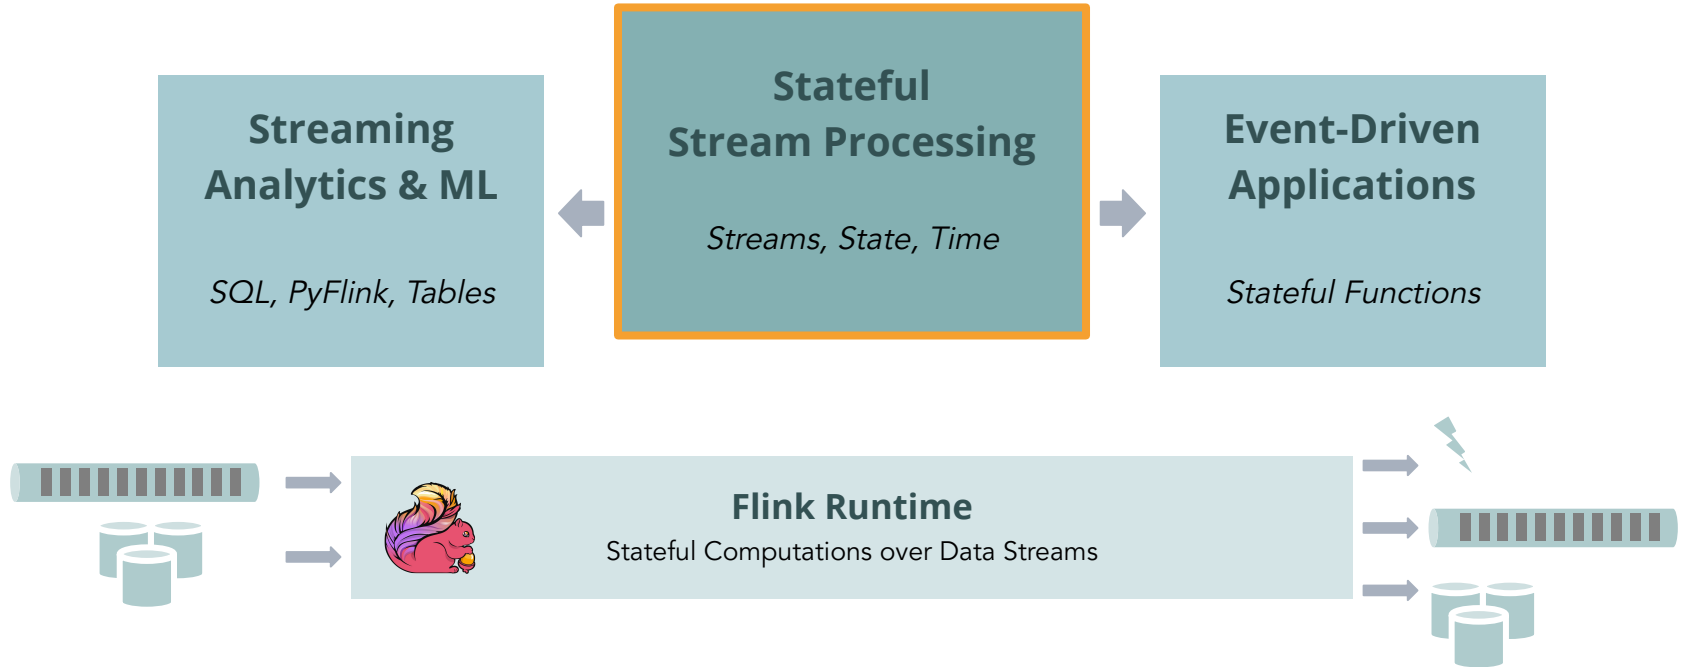 Streaming
Analytics & ML
SQL, PyFlink, Tables
Stateful
Stream Processing
Streams, State, Time
Event-Driven
Applications
Stateful Functions
Flink Runtime
Stateful Computations over Data Streams